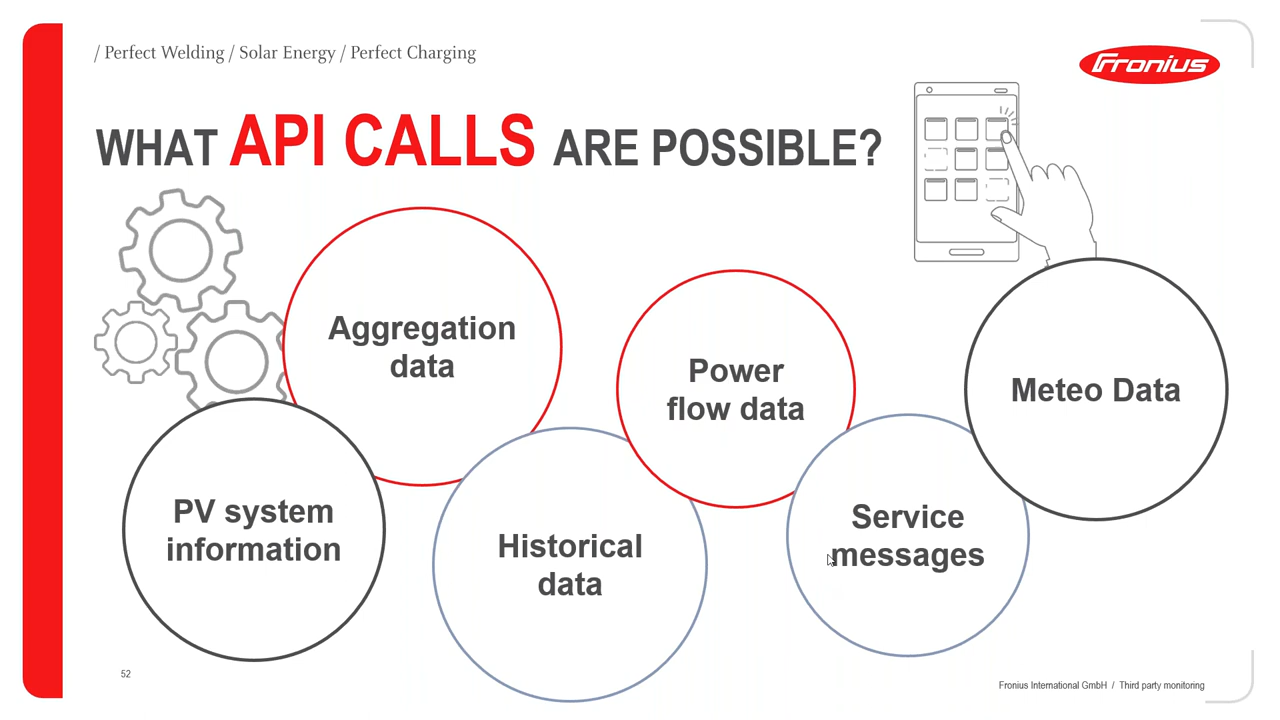 / Perfect Welding / Solar Energy / Perfect Charging
Fronius
WHAT API CALLS ARE POSSIBLE?
Aggregation
data
Power
flow data
Meteo Data
PV system
information
Historical
data
Service
messages
52
Fronius International GmbH / Third party monitoring